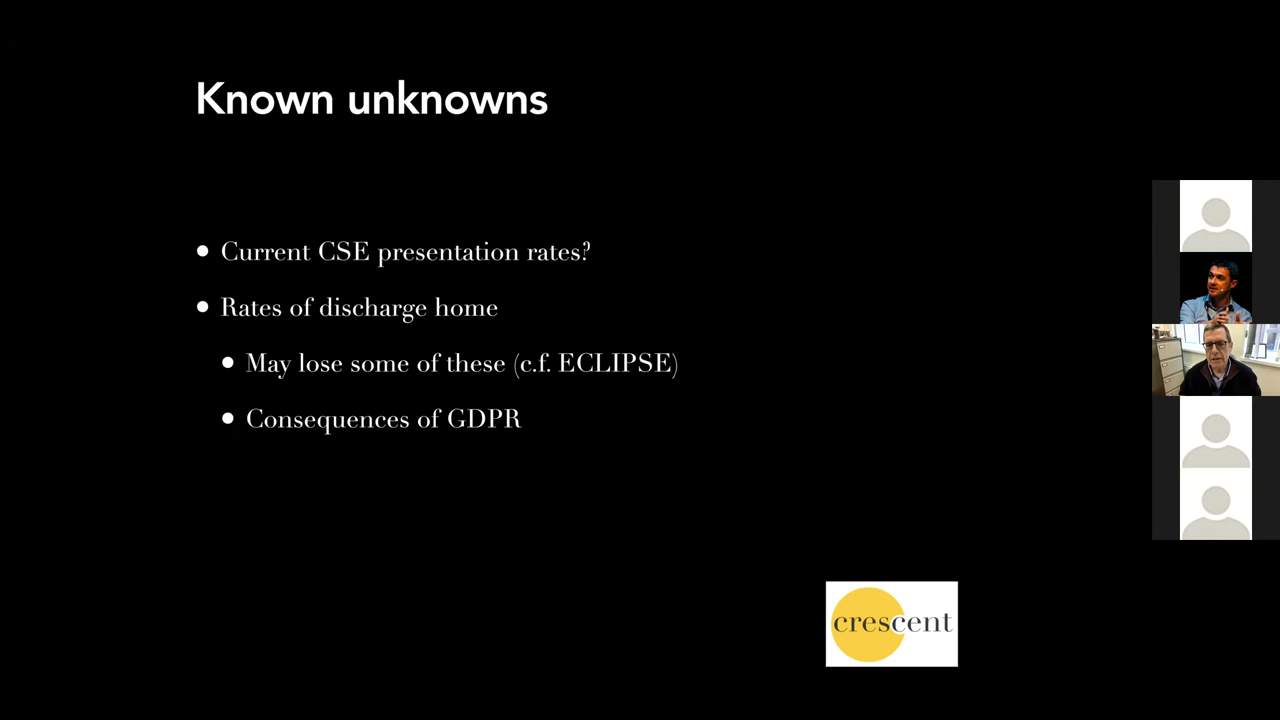 Known unknowns
• Current CSE presentation rates?
• Rates of discharge home
• May lose some of these (c.f. ECLIPSE)
• Consequences of GDPR
crescent